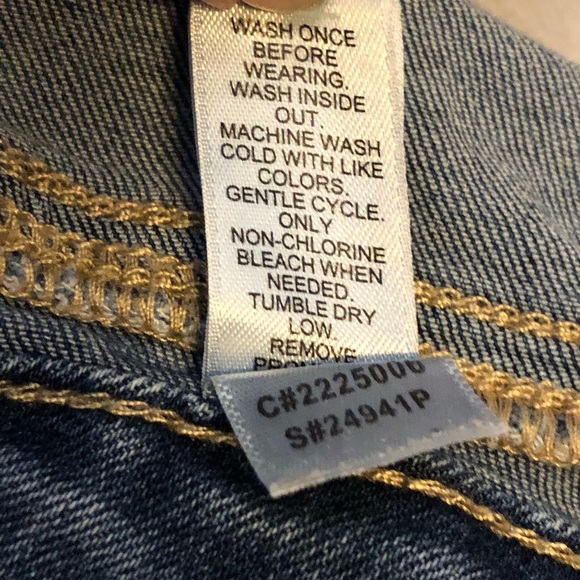 WASH ONCE
BEFORE
WEARING.
WASH INSIDE
OUT.
MACHINE WASH
COLD WITH LIKE
COLORS.
GENTLE CYCLE.
ONLY
NON-CHLORINE
BLEACH WHEN
NEEDED.
TUMBLE DRY
LOW.
REMOVE
C#2225006
S#24941P